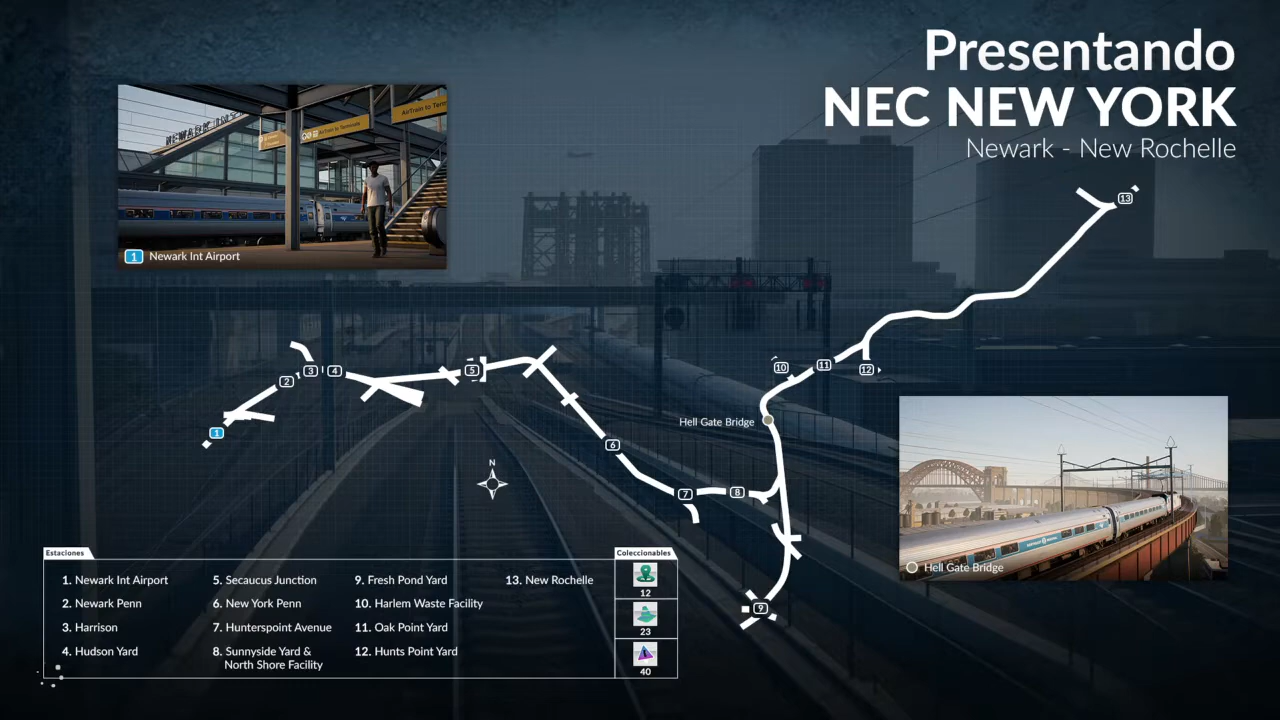 Presentando
NEC NEW YORK
Newark - New Rochelle
NEWARK INT
AirTrain to Terminals
AirTrain to Term
1 Newark Int Airport
13
1
2
3
4
5
6
7
8
9
10
11
12
Hell Gate Bridge
N
Hell Gate Bridge
Estaciones
1. Newark Int Airport
2. Newark Penn
3. Harrison
4. Hudson Yard
5. Secaucus Junction
6. New York Penn
7. Hunterspoint Avenue
8. Sunnyside Yard &
North Shore Facility
9. Fresh Pond Yard
10. Harlem Waste Facility
11. Oak Point Yard
12. Hunts Point Yard
13. New Rochelle
Coleccionables
12
23
40